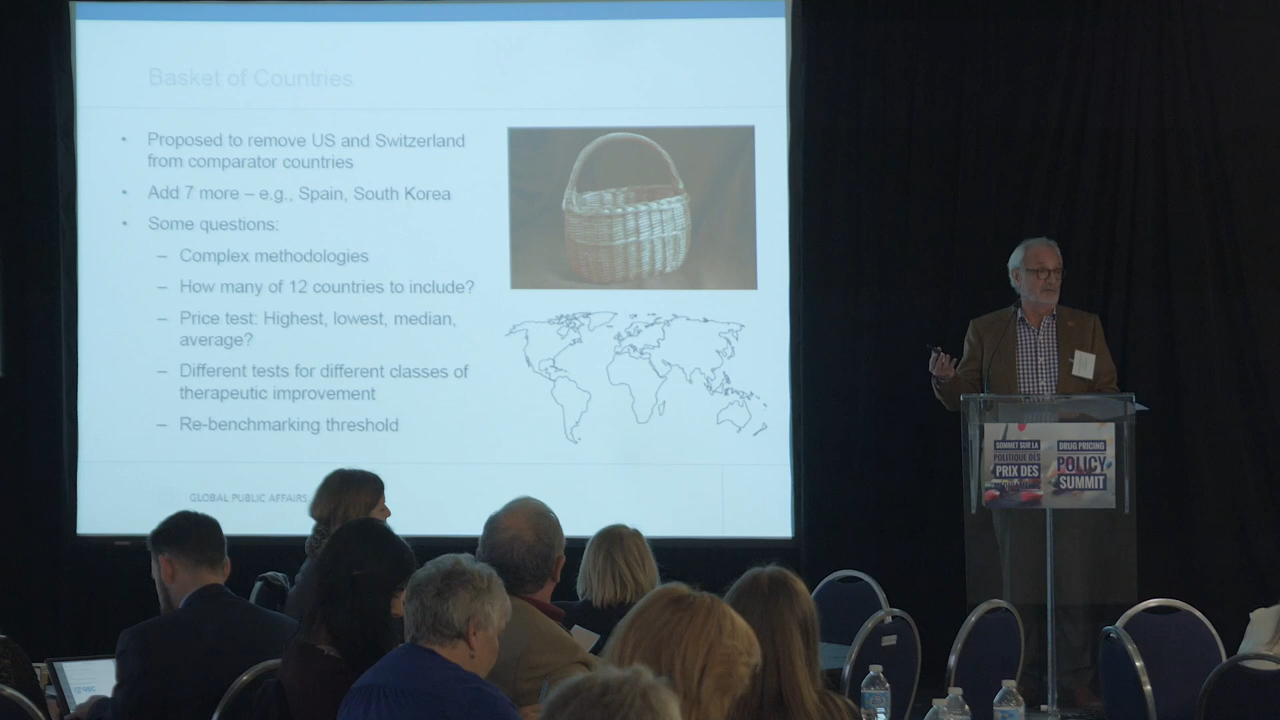 Basket of Countries
• Proposed to remove US and Switzerland
from comparator countries
• Add 7 more – e.g., Spain, South Korea
• Some questions:
– Complex methodologies
– How many of 12 countries to include?
– Price test: Highest, lowest, median,
average?
– Different tests for different classes of
therapeutic improvement
– Re-benchmarking threshold
GLOBAL PUBLIC AFFAIRS
SOMMET SUR LA
POLITIQUE DES
PRIX DES
DRUG PRICING
POLICY
SUMMIT